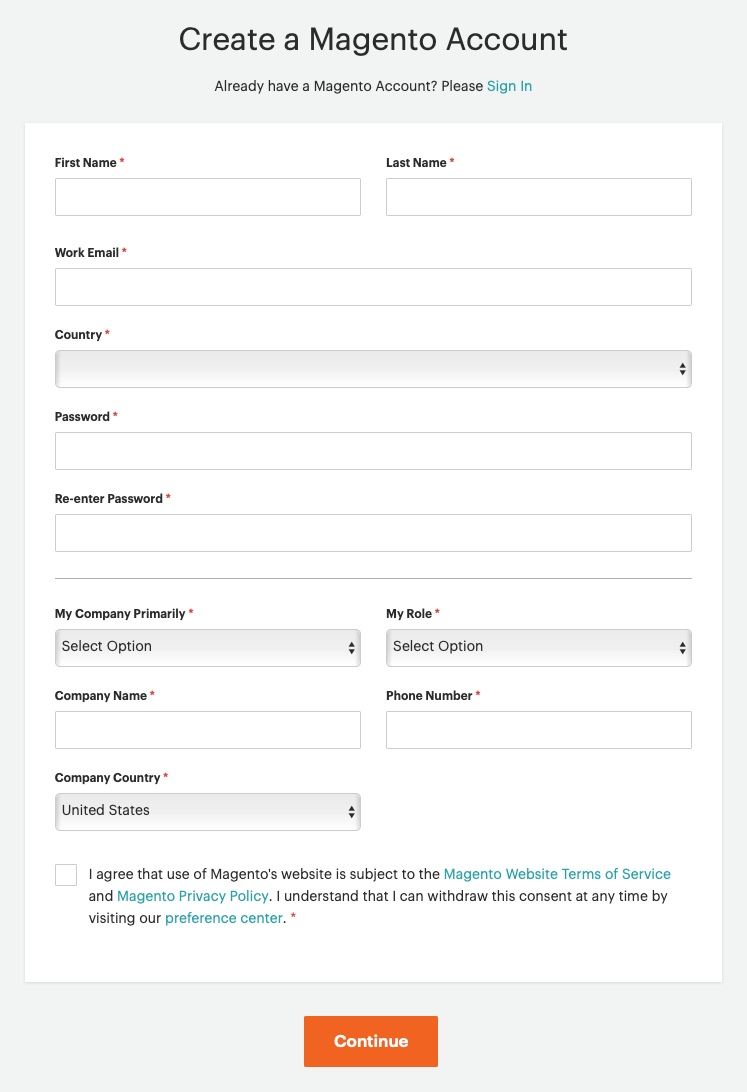 Create a Magento Account
Already have a Magento Account? Please Sign In
First Name *
Last Name *
Work Email *
Country *
Password *
Re-enter Password *
My Company Primarily *
My Role *
Select Option
Select Option
Company Name *
Phone Number *
Company Country *
United States
I agree that use of Magento's website is subject to the Magento Website Terms of Service
and Magento Privacy Policy. I understand that I can withdraw this consent at any time by
visiting our preference center. *
Continue